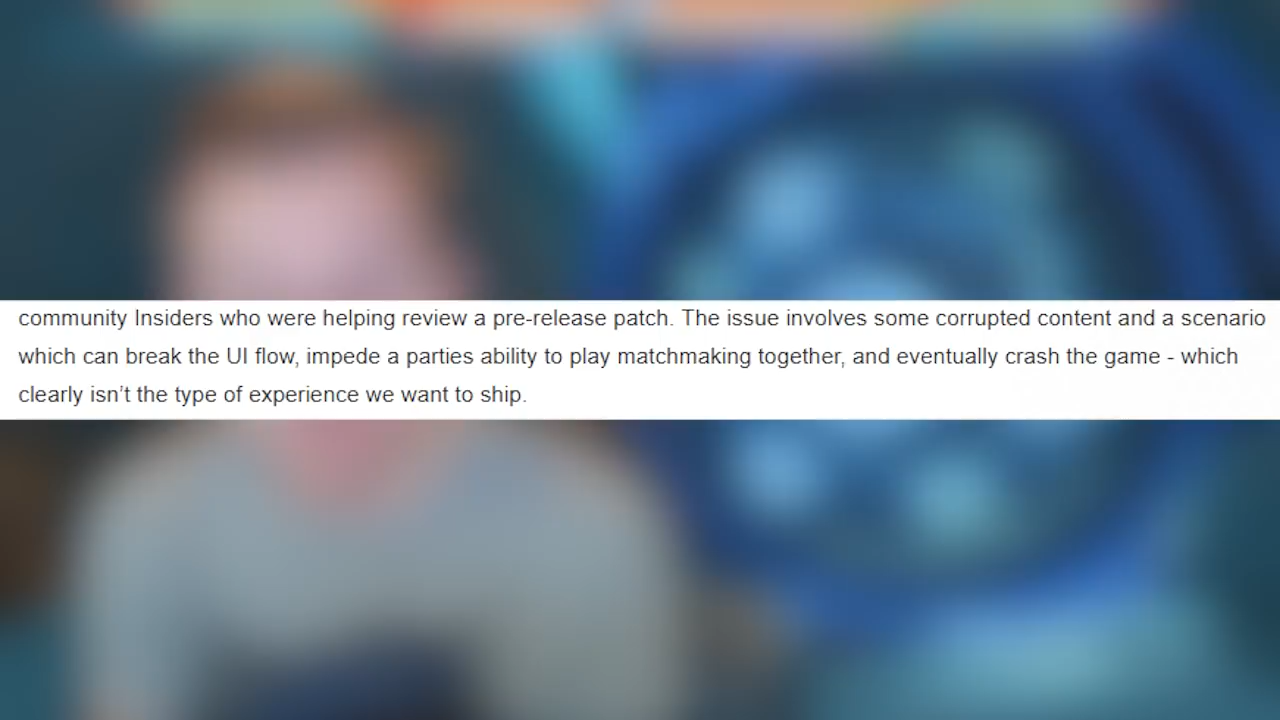 community Insiders who were helping review a pre-release patch. The issue involves some corrupted content and a scenario
which can break the UI flow, impede a parties ability to play matchmaking together, and eventually crash the game - which
clearly isn’t the type of experience we want to ship.